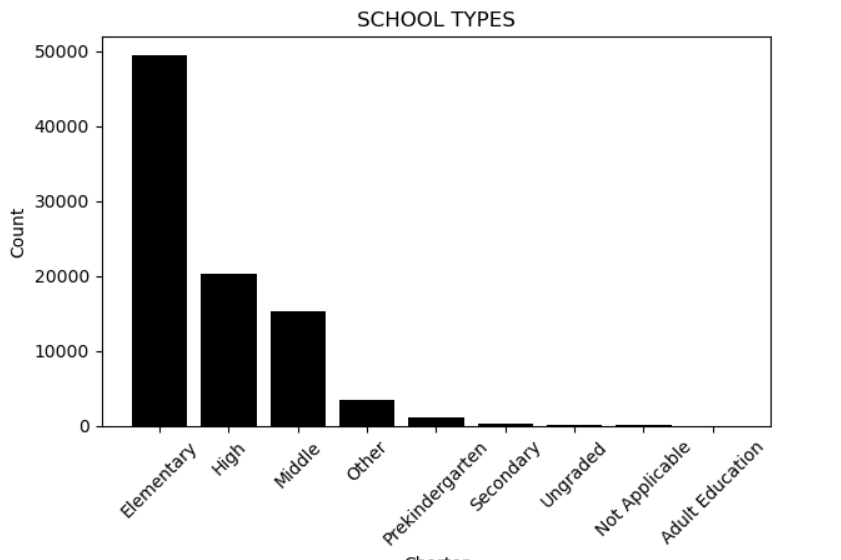 SCHOOL TYPES
50000
40000
30000
20000
10000
0
Count
Elementary
High
Middle
Other
Prekindergarten
Secondary
Ungraded
Not Applicable
Adult Education